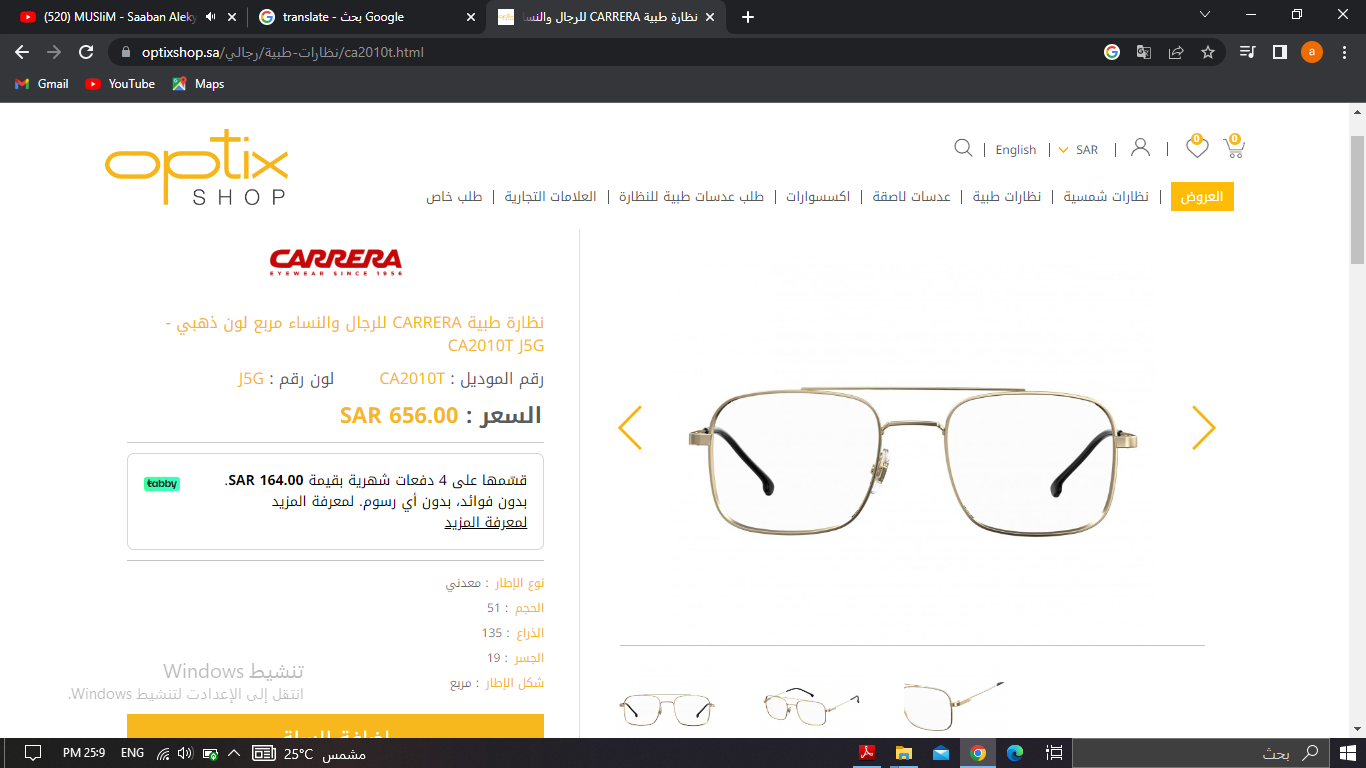 (520) MUSliM - Saaban Aleky
translate - بحث Google
نظارة طبية CARRERA للرجال والنسا
optixshop.sa/نظارات-طبية/رجالي/ca2010t.html
a
Gmail
YouTube
Maps
optix
SHOP
English
SAR
0
0
العروض
نظارات شمسية
نظارات طبية
عدسات لاصقة
اكسسوارات
طلب عدسات طبية للنظارة
العلامات التجارية
طلب خاص
CARRERA
EYEWEAR SINCE 1956
نظارة طبية CARRERA للرجال والنساء مربع لون ذهبي -
CA2010T J5G
رقم الموديل : CA2010T
لون رقم : J5G
السعر : SAR 656.00
tabby
قسّمها على 4 دفعات شهرية بقيمة SAR 164.00.
بدون فوائد، بدون أي رسوم. لمعرفة المزيد
لمعرفة المزيد
نوع الإطار : معدني
الحجم : 51
الذراع : 135
الجسر : 19
شكل الإطار : مربع
تنشيط Windows
انتقل إلى الإعدادت لتنشيط Windows.
PM 25:9
ENG
25°C
مشمس
بحث